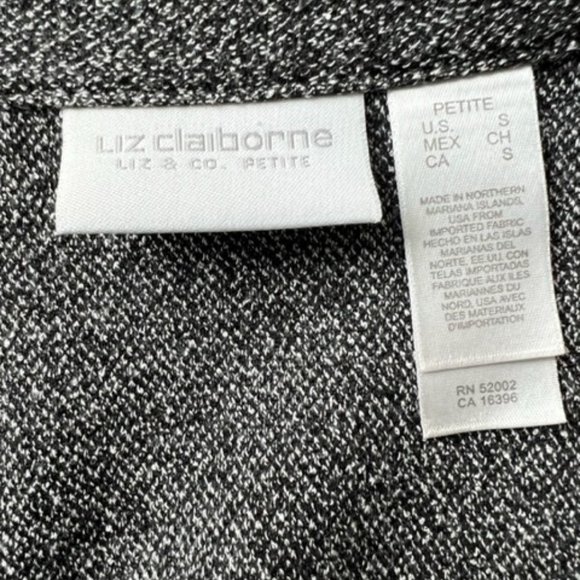 Liz claiborne
LIZ & CO. PETITE
PETITE
U.S. S
MEX CH
CA S
MADE IN NORTHERN
MARIANA ISLANDS,
USA FROM
IMPORTED FABRIC
HECHO EN LAS ISLAS
MARIANAS DEL
NORTE, EE.UU. CON
TELAS IMPORTADAS
FABRIQUE AUX ILES
MARIANNES DU
NORD, USA AVEC
DES MATERIAUX
D'IMPORTATION
RN 52002
CA 16396